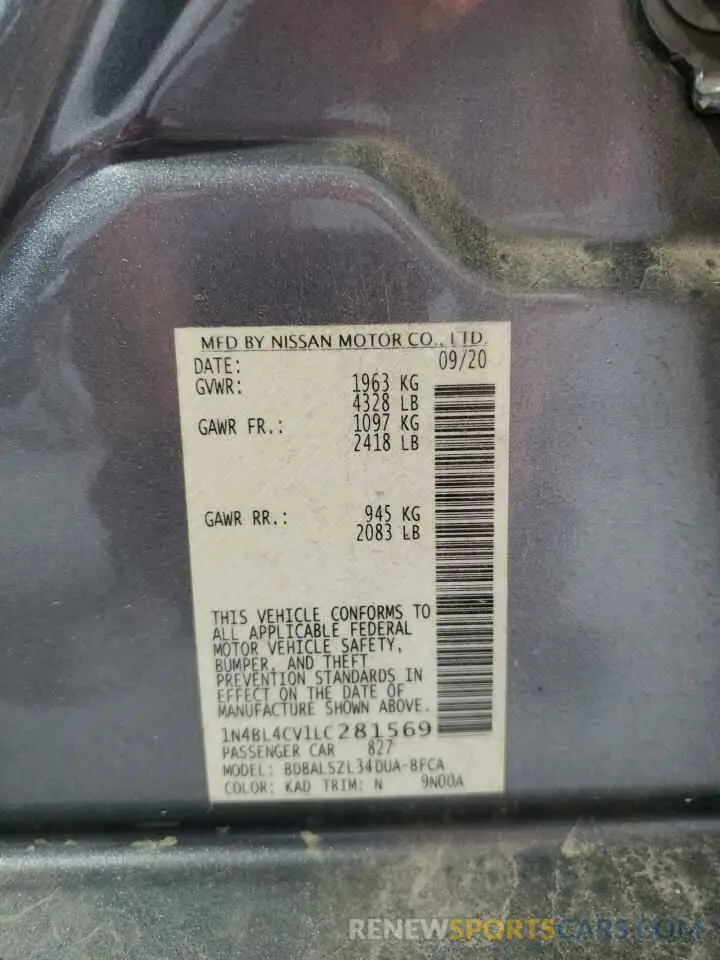 MFD BY NISSAN MOTOR CO., LTD.
DATE: 09/20
GVWR: 1963 KG
4328 LB
GAWR FR.: 1097 KG
2418 LB
GAWR RR.: 945 KG
2083 LB
THIS VEHICLE CONFORMS TO
ALL APPLICABLE FEDERAL
MOTOR VEHICLE SAFETY,
BUMPER, AND THEFT
PREVENTION STANDARDS IN
EFFECT ON THE DATE OF
MANUFACTURE SHOWN ABOVE.
1N4BL4CV1LC281569
PASSENGER CAR 827
MODEL: BDBALSZL34DUA-BFCA
COLOR: KAD TRIM: N 9N00A
RENEWSPORTSCARS.COM